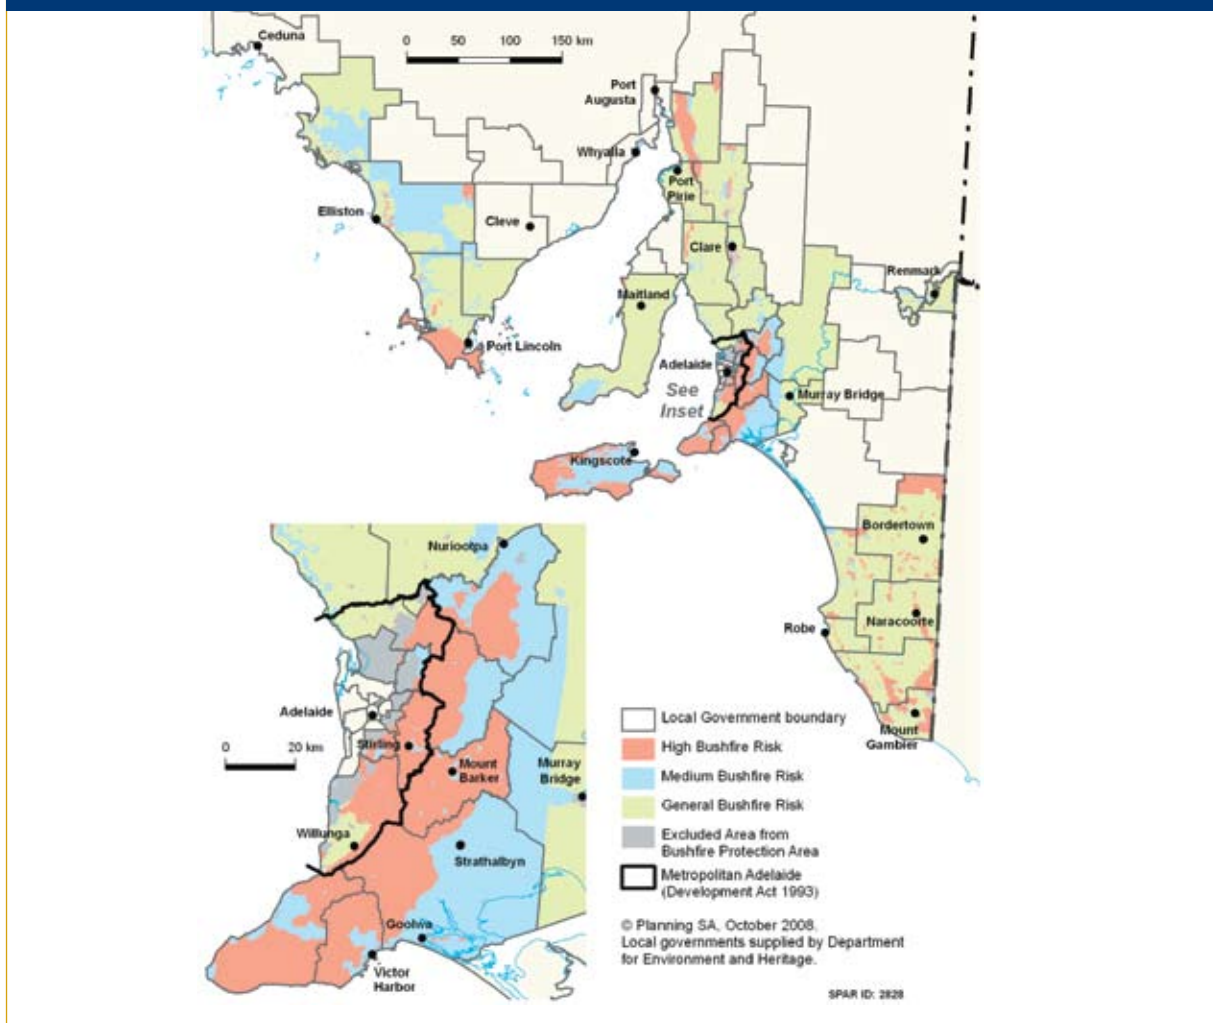 Ceduna
0 50 100 150 km
Port
Augusta
Whyalla
Port
Pirie
Elliston
Cleve
Clare
Renmark
Maitland
Port Lincoln
Adelaide
See
Inset
Murray Bridge
Kingscote
Bordertown
Naracoorte
Robe
Mount
Gambier
Nuriootpa
Adelaide
0 20 km
Stirling
Mount
Barker
Murray
Bridge
Willunga
Strathalbyn
Goolwa
Victor
Harbor
Local Government boundary
High Bushfire Risk
Medium Bushfire Risk
General Bushfire Risk
Excluded Area from
Bushfire Protection Area
Metropolitan Adelaide
(Development Act 1993)
© Planning SA, October 2008.
Local governments supplied by Department
for Environment and Heritage.
SPAR ID: 2828